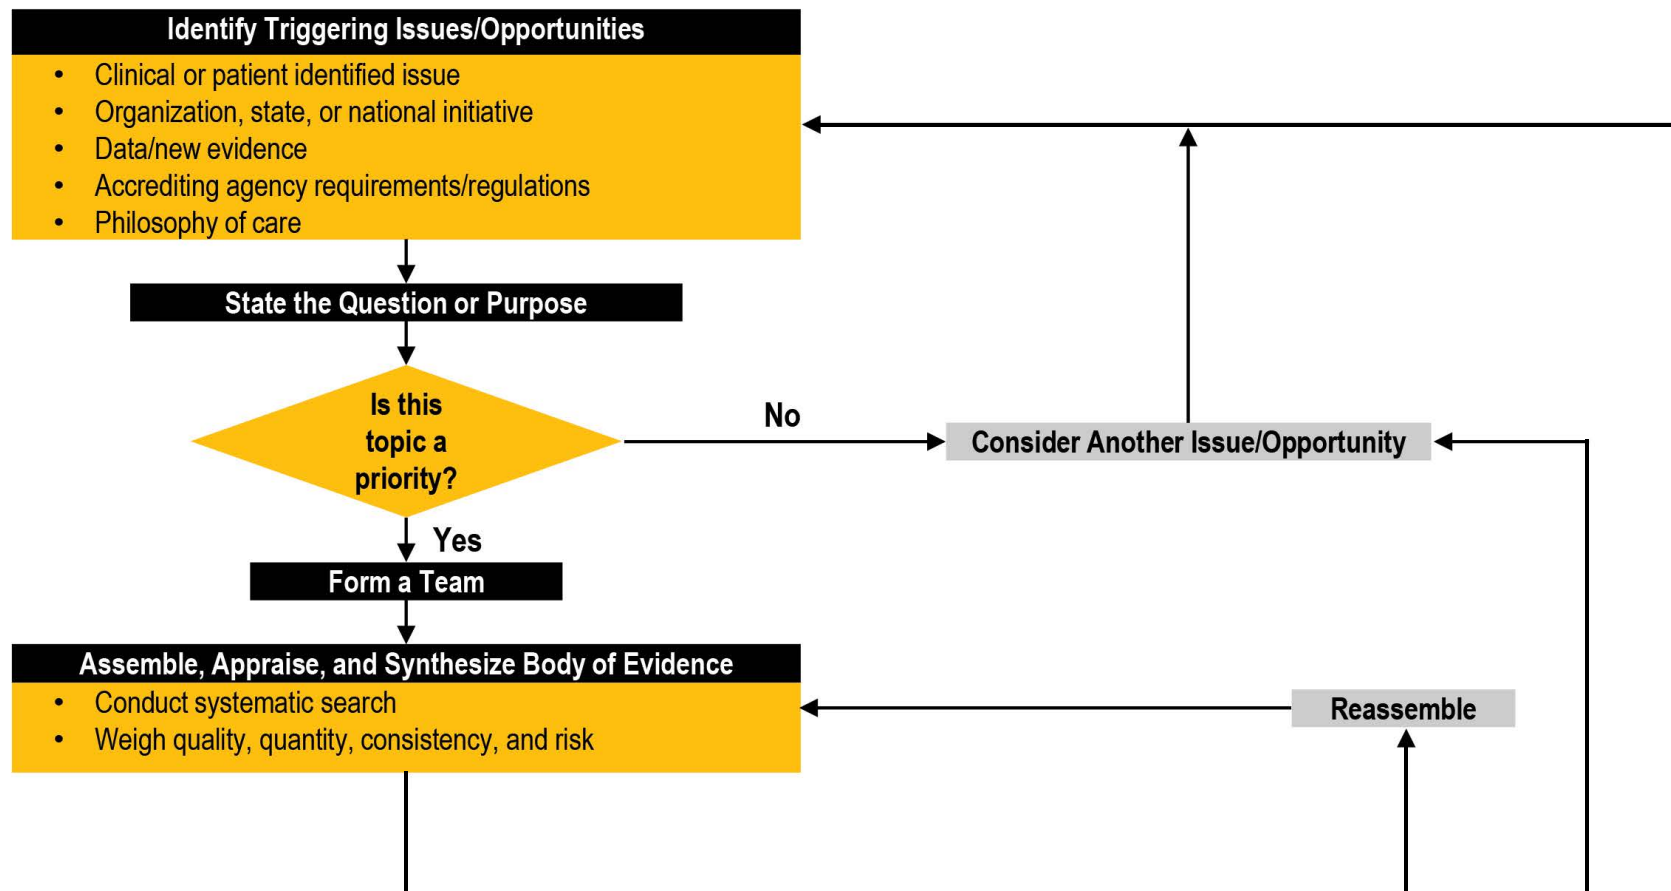 Identify Triggering Issues/Opportunities
• Clinical or patient identified issue
• Organization, state, or national initiative
• Data/new evidence
• Accrediting agency requirements/regulations
• Philosophy of care
State the Question or Purpose
Is this
topic a
priority?
No
Consider Another Issue/Opportunity
Yes
Form a Team
Assemble, Appraise, and Synthesize Body of Evidence
• Conduct systematic search
• Weigh quality, quantity, consistency, and risk
Reassemble